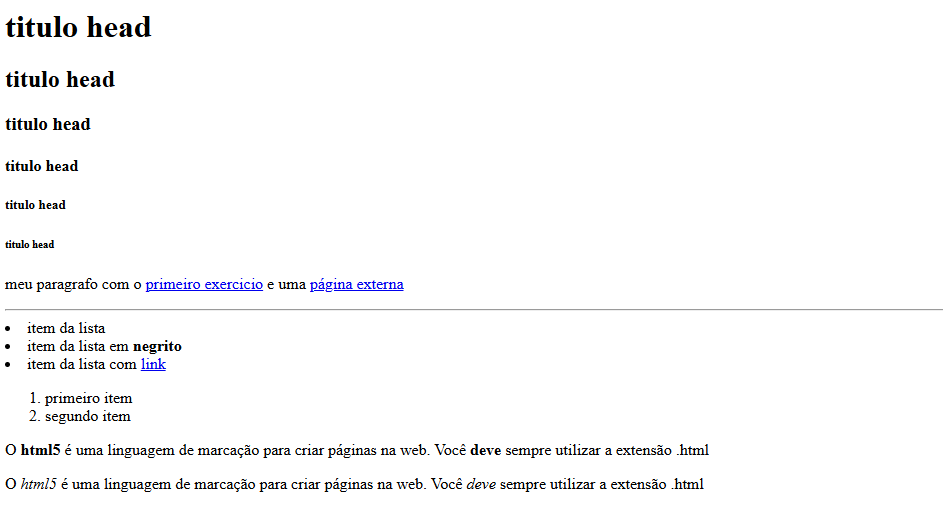 titulo head
titulo head
titulo head
titulo head
titulo head
titulo head
meu paragrafo com o primeiro exercicio e uma página externa
• item da lista
• item da lista em negrito
• item da lista com link
1. primeiro item
2. segundo item
O html5 é uma linguagem de marcação para criar páginas na web. Você deve sempre utilizar a extensão .html
O html5 é uma linguagem de marcação para criar páginas na web. Você deve sempre utilizar a extensão .html